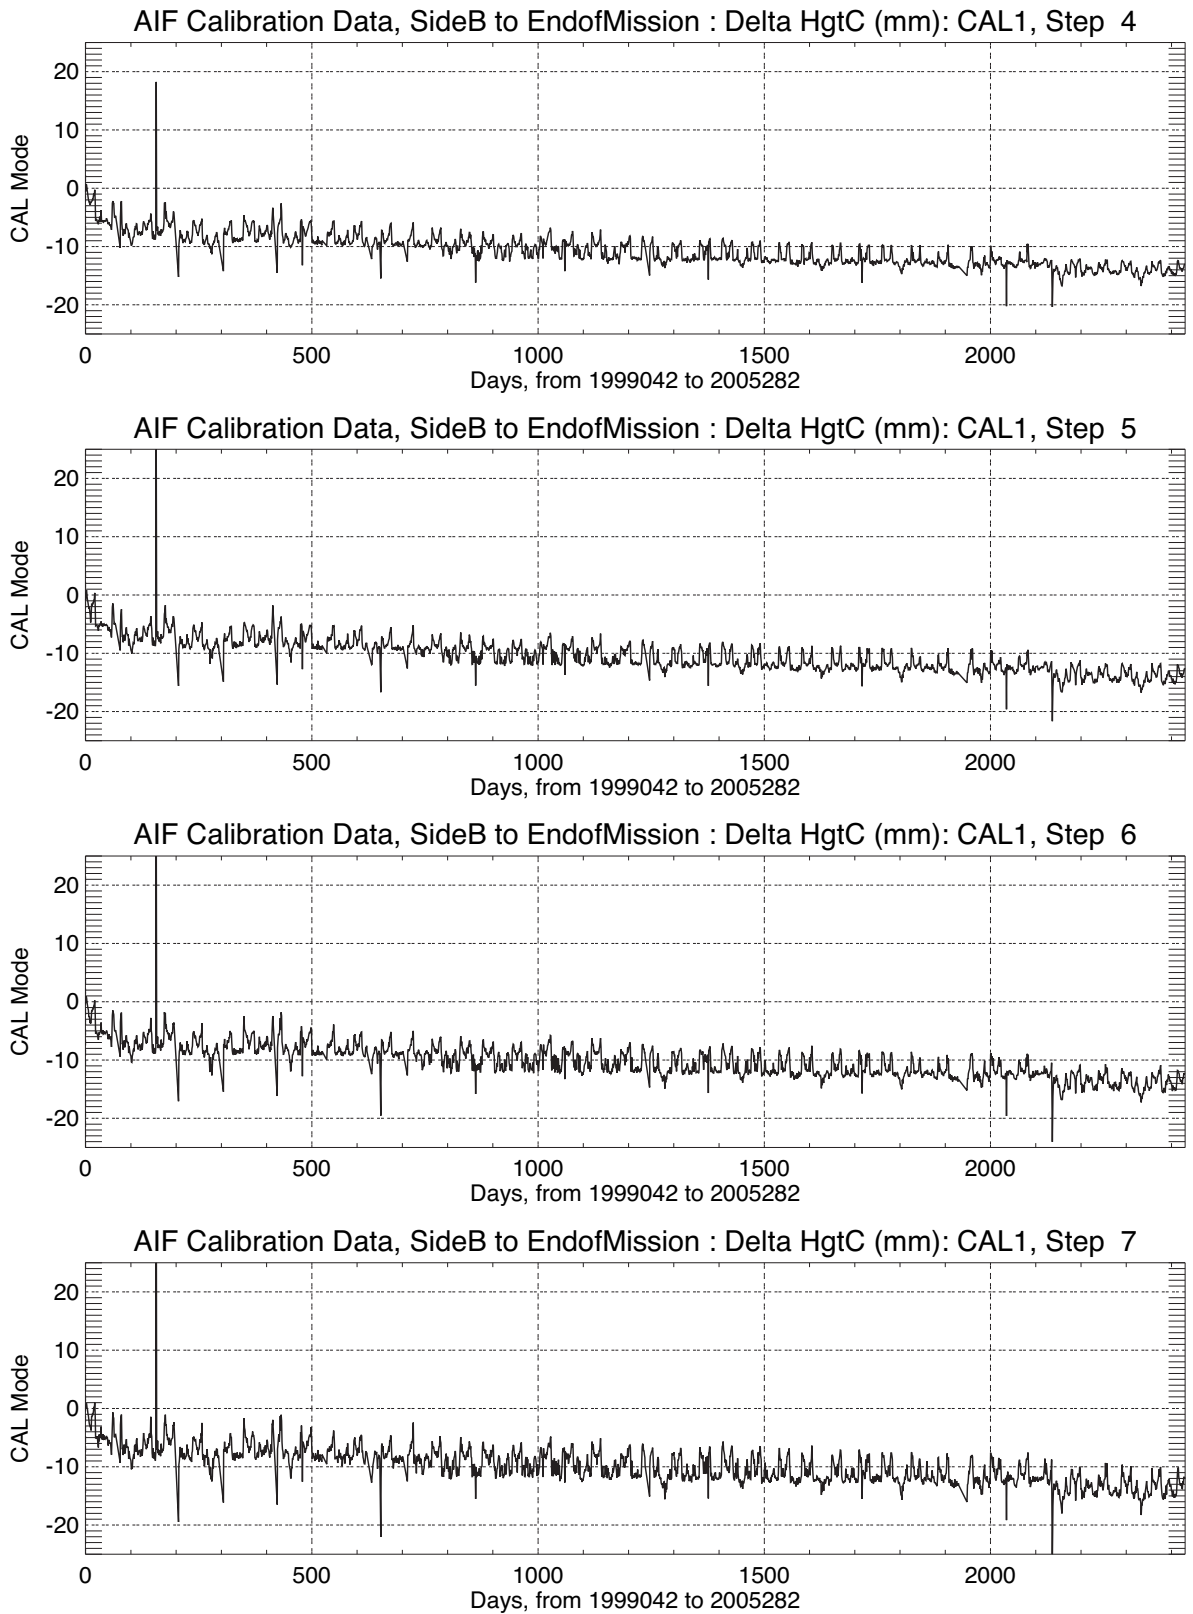 AIF Calibration Data, SideB to EndofMission : Delta HgtC (mm): CAL1, Step 4
20
10
0
-10
-20
CAL Mode
0 500 1000 1500 2000
Days, from 1999042 to 2005282
AIF Calibration Data, SideB to EndofMission : Delta HgtC (mm): CAL1, Step 5
20
10
0
-10
-20
CAL Mode
0 500 1000 1500 2000
Days, from 1999042 to 2005282
AIF Calibration Data, SideB to EndofMission : Delta HgtC (mm): CAL1, Step 6
20
10
0
-10
-20
CAL Mode
0 500 1000 1500 2000
Days, from 1999042 to 2005282
AIF Calibration Data, SideB to EndofMission : Delta HgtC (mm): CAL1, Step 7
20
10
0
-10
-20
CAL Mode
0 500 1000 1500 2000
Days, from 1999042 to 2005282